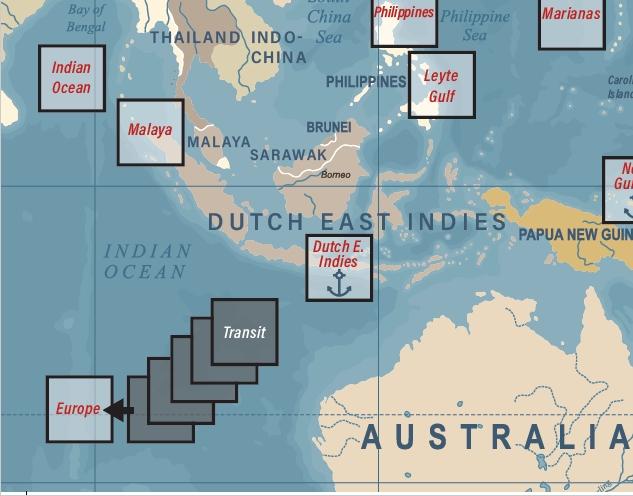 Bay of
Bengal
South
China
Sea
Philippines
Philippine
Sea
Marianas
THAILAND
INDO-
CHINA
Indian
Ocean
PHILIPPINES
Leyte
Gulf
Malaya
MALAYA
BRUNEI
SARAWAK
Borneo
DUTCH EAST INDIES
PAPUA NEW GUIN
INDIAN
OCEAN
Dutch E.
Indies
Transit
Europe
AUSTRALIA